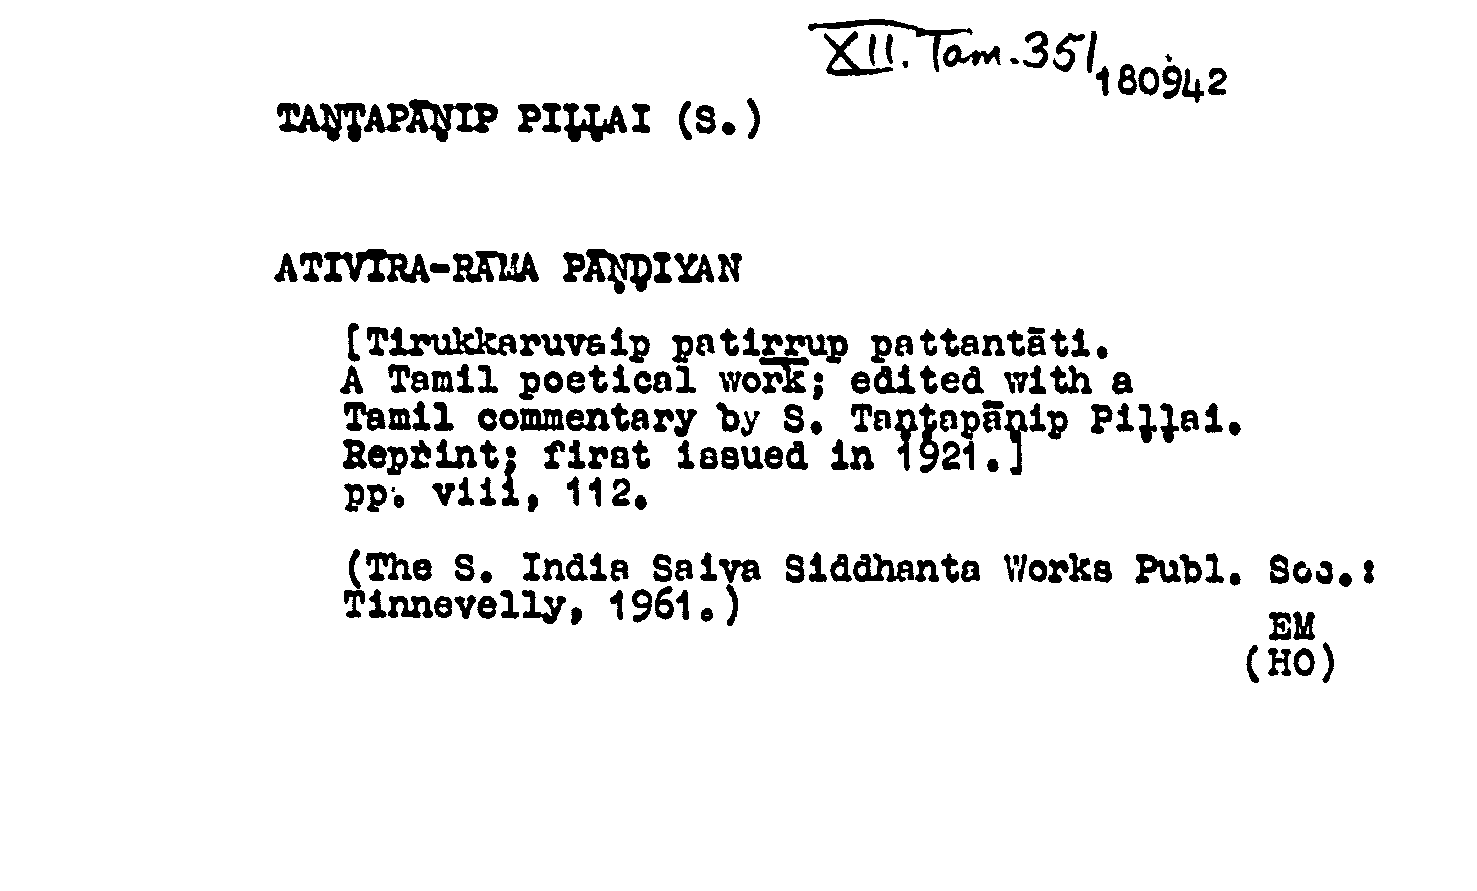 XII. Tam. 351
180942
TAṆṬAPĀṆIP PIḶḶAI (S.)
ATIVĪRA-RĀMA PĀṆḌIYAN
[Tirukkaruvaip patiṟṟup pattantāti.
A Tamil poetical work; edited with a
Tamil commentary by S. Taṇṭapāṇip Piḷḷai.
Reprint; first issued in 1921.]
pp. viii, 112.
(The S. India Saiva Siddhanta Works Publ. Soc.:
Tinnevelly, 1961.)
EM
(HO)